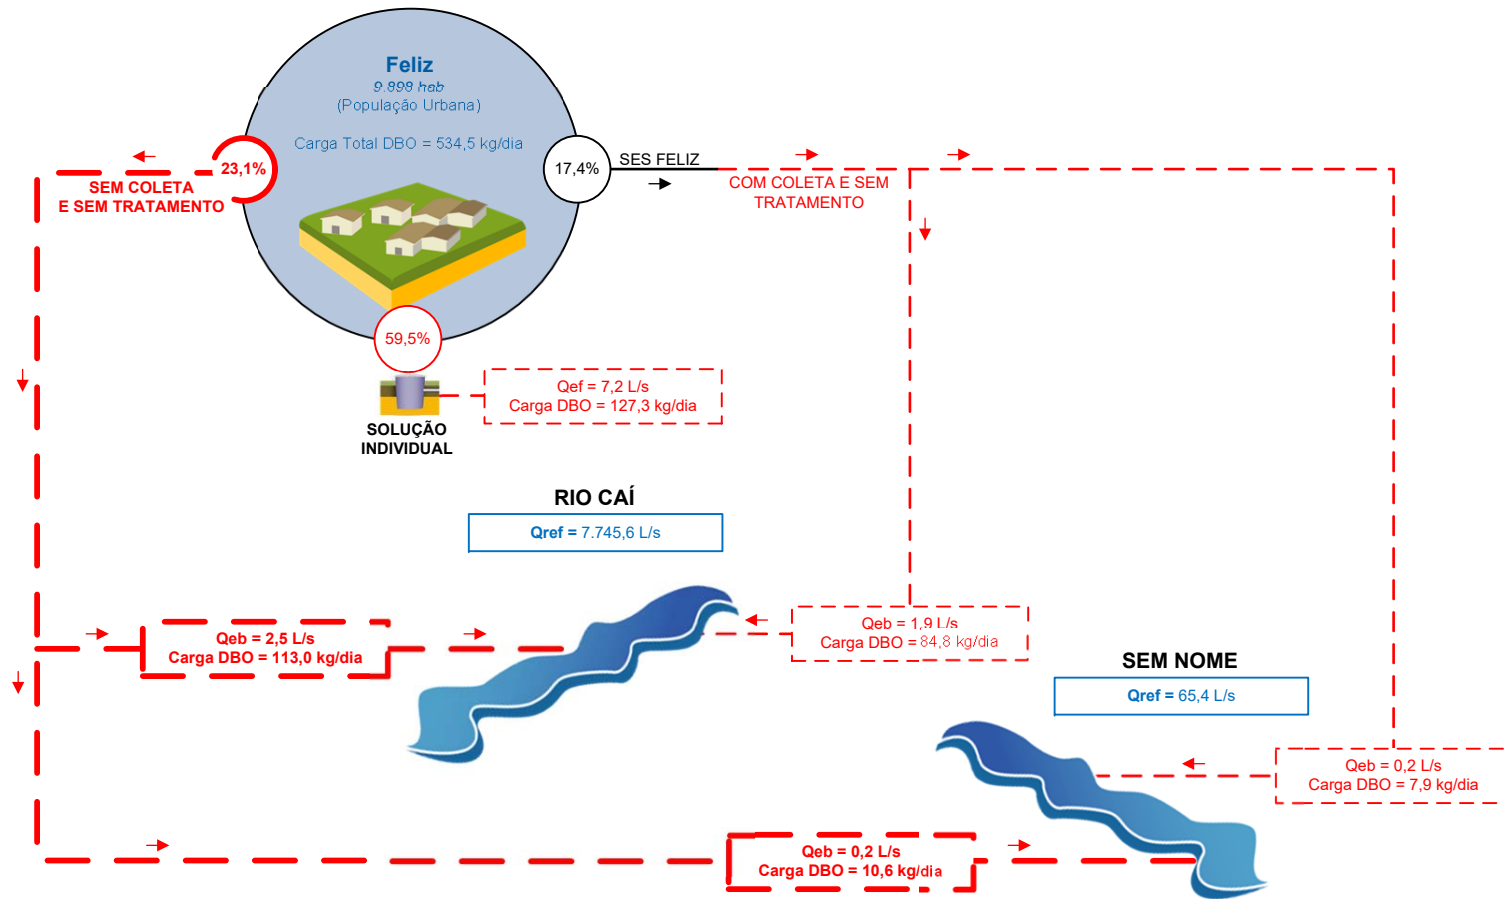 Feliz
9.898 hab
(População Urbana)
Carga Total DBO = 534,5 kg/dia
23,1%
17,4%
SES FELIZ
SEM COLETA
E SEM TRATAMENTO
COM COLETA E SEM
TRATAMENTO
59,5%
Qef = 7,2 L/s
Carga DBO = 127,3 kg/dia
SOLUÇÃO
INDIVIDUAL
RIO CAÍ
Qref = 7.745,6 L/s
Qeb = 2,5 L/s
Carga DBO = 113,0 kg/dia
Qeb = 1,9 L/s
Carga DBO = 84,8 kg/dia
SEM NOME
Qref = 65,4 L/s
Qeb = 0,2 L/s
Carga DBO = 7,9 kg/dia
Qeb = 0,2 L/s
Carga DBO = 10,6 kg/dia